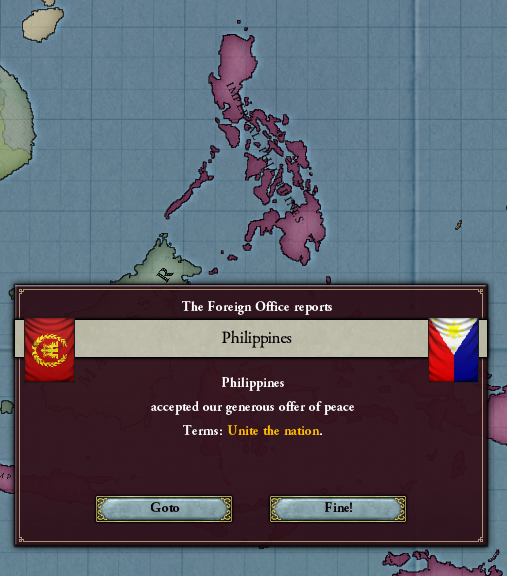 R
The Foreign Office reports
Philippines
Philippines
accepted our generous offer of peace
Terms: Unite the nation.
Goto
Fine!